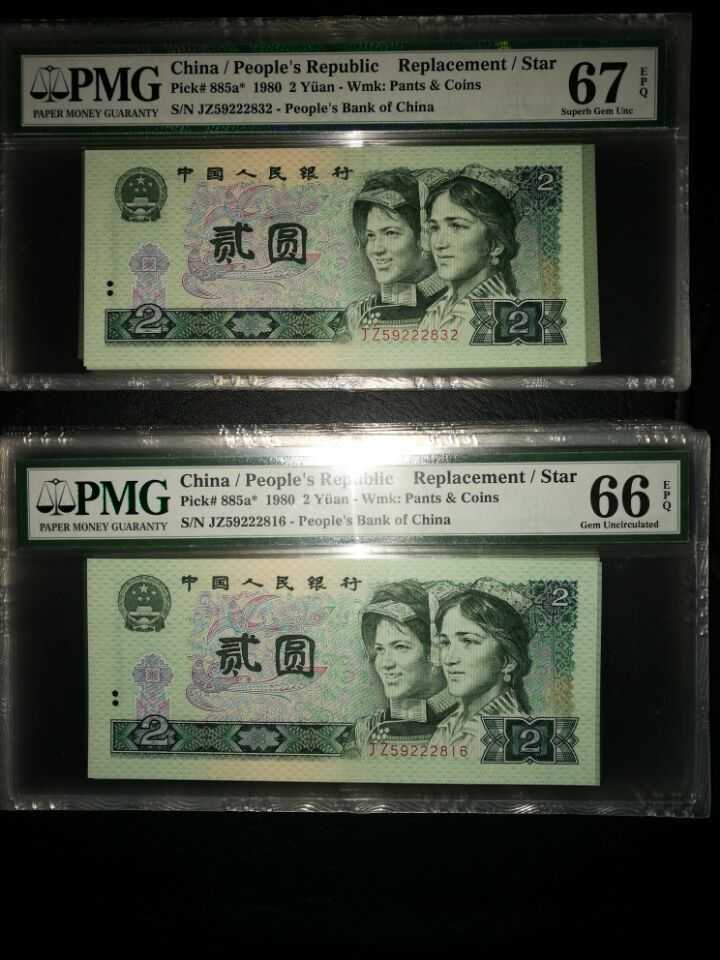 PMG
PAPER MONEY GUARANTY
China / People's Republic Replacement / Star
Pick# 885a* 1980 2 Yüan - Wmk: Pants & Coins
S/N JZ59222832 - People's Bank of China
67
EPQ
Superb Gem Unc
中国人民银行
2
贰圆
2
JZ59222832
2
PMG
PAPER MONEY GUARANTY
China / People's Republic Replacement / Star
Pick# 885a* 1980 2 Yüan - Wmk: Pants & Coins
S/N JZ59222816 - People's Bank of China
66
EPQ
Gem Uncirculated
中国人民银行
2
贰圆
2
JZ59222816
2